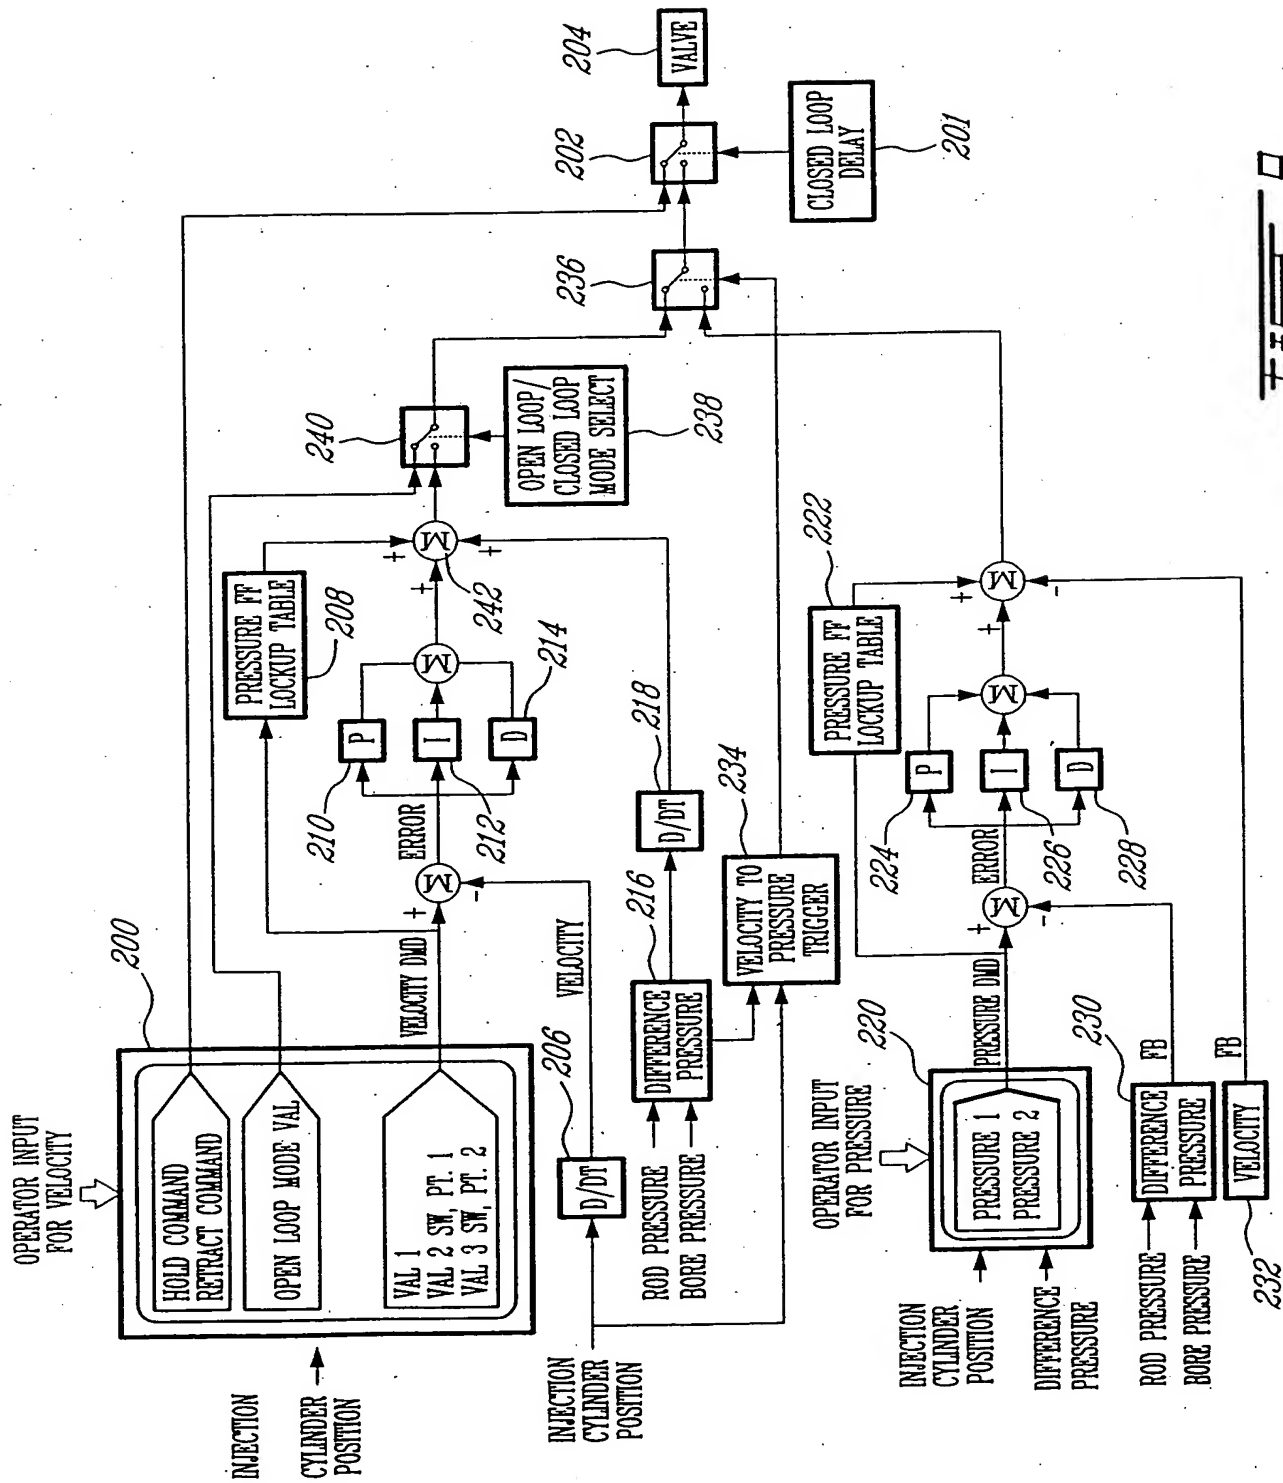 OPERATOR INPUT
FOR VELOCITY
200
HOLD COMMAND
RETRACT COMMAND
OPEN LOOP MODE VAL
VAL 1
VAL 2 SW, PT. 1
VAL 3 SW, PT. 2
INJECTION
CYLINDER
POSITION
VELOCITY DMD
PRESSURE FF
LOCKUP TABLE
208
+
-
M
ERROR
210
P
212
I
D
214
M
+
+
+
M
242
240
OPEN LOOP/
CLOSED LOOP
MODE SELECT
238
236
202
204
VALVE
CLOSED LOOP
DELAY
201
INJECTION
CYLINDER
POSITION
206
D/DT
VELOCITY
ROD PRESSURE
BORE PRESSURE
216
DIFFERENCE
PRESSURE
218
D/DT
234
VELOCITY TO
PRESSURE
TRIGGER
OPERATOR INPUT
FOR PRESSURE
220
PRESSURE 1
PRESSURE 2
INJECTION
CYLINDER
POSITION
DIFFERENCE
PRESSURE
PRESSURE DMD
222
PRESSURE FF
LOCKUP TABLE
+
-
M
ERROR
224
P
226
I
228
D
M
+
+
-
M
230
ROD PRESSURE
BORE PRESSURE
DIFFERENCE
PRESSURE
FB
232
VELOCITY
FB